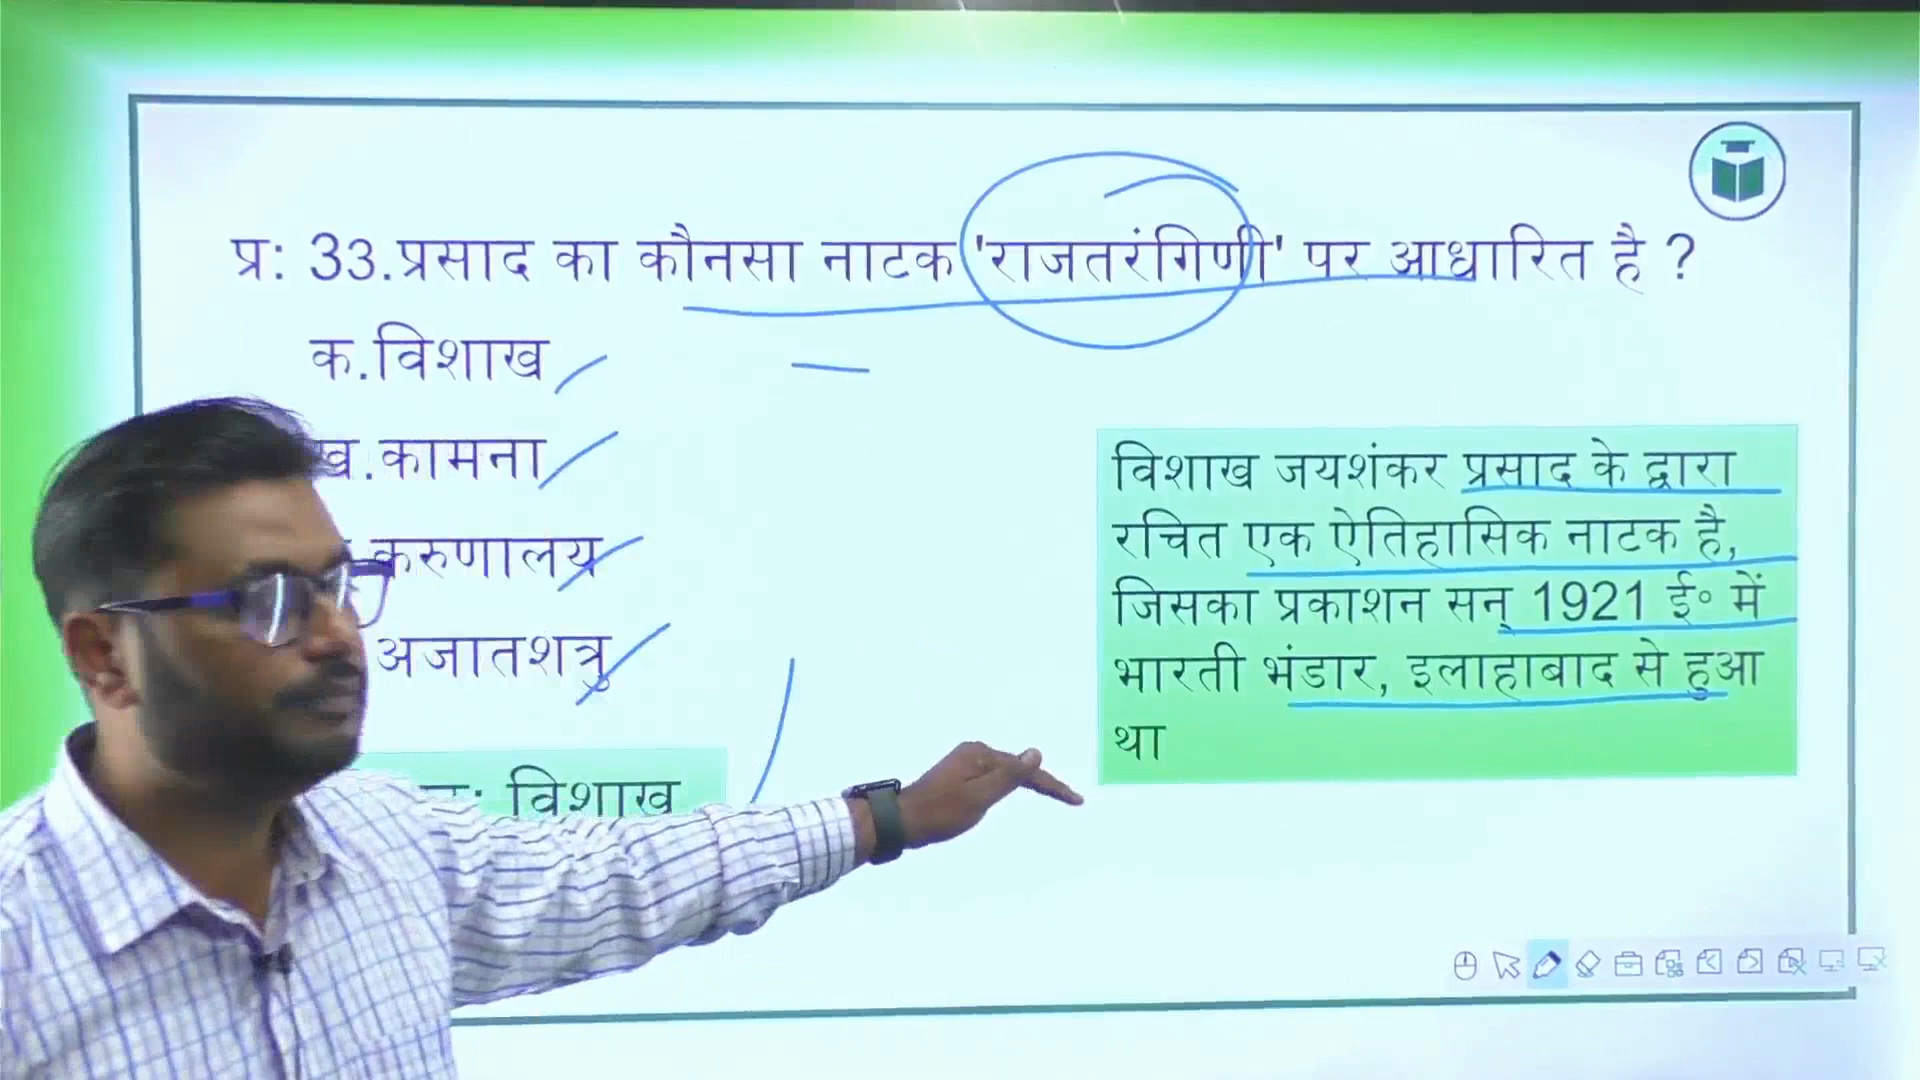 प्र: 33.प्रसाद का कौनसा नाटक 'राजतरंगिणी' पर आधारित है ?
क.विशाख
ख.कामना
करुणालय
अजातशत्रु
विशाख
विशाख जयशंकर प्रसाद के द्वारा
रचित एक ऐतिहासिक नाटक है,
जिसका प्रकाशन सन् 1921 ई॰ में
भारती भंडार, इलाहाबाद से हुआ
था